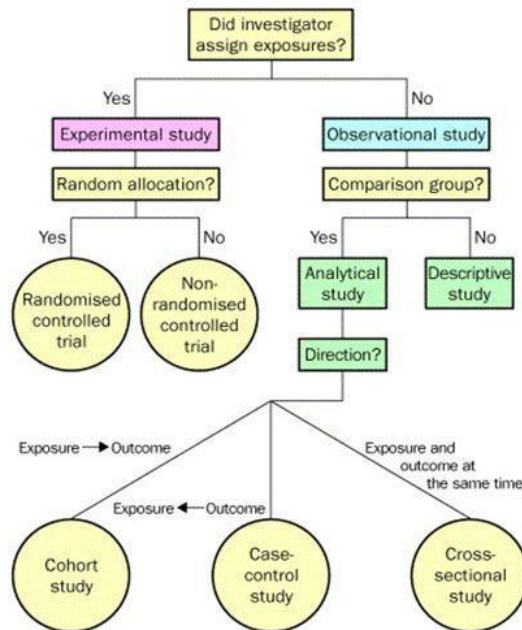 Did investigator
assign exposures?
Yes
No
Experimental study
Observational study
Random allocation?
Comparison group?
Yes
No
Yes
No
Randomised
controlled
trial
Non-
randomised
controlled
trial
Analytical
study
Descriptive
study
Direction?
Exposure → Outcome
Exposure ← Outcome
Exposure and
outcome at
the same time
Cohort
study
Case-
control
study
Cross-
sectional
study